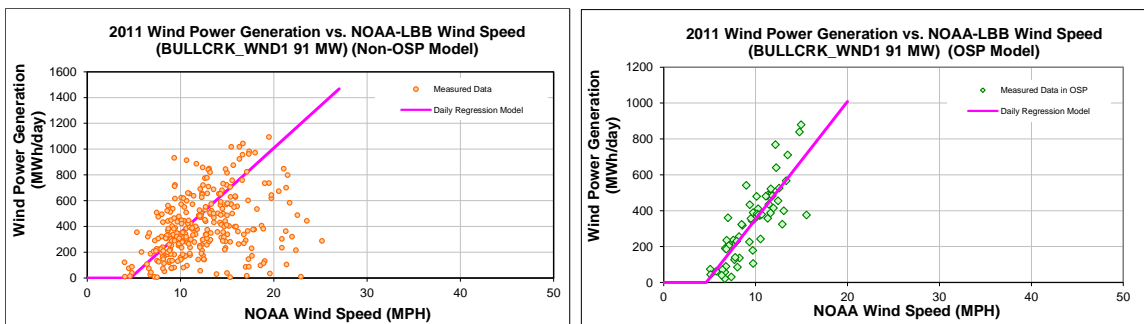 2011 Wind Power Generation vs. NOAA-LBB Wind Speed
(BULLCRK_WND1 91 MW) (Non-OSP Model)
Wind Power Generation
(MWh/day)
1600
1400
1200
1000
800
600
400
200
0
Measured Data
Daily Regression Model
0 10 20 30 40 50
NOAA Wind Speed (MPH)
2011 Wind Power Generation vs. NOAA-LBB Wind Speed
(BULLCRK_WND1 91 MW) (OSP Model)
Wind Power Generation
(MWh/day)
1200
1000
800
600
400
200
0
Measured Data in OSP
Daily Regression Model
0 10 20 30 40 50
NOAA Wind Speed (MPH)